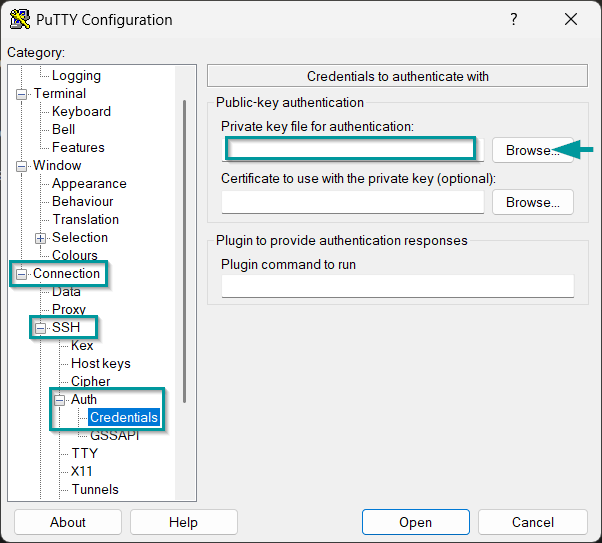 PuTTY Configuration
?
Category:
Logging
Terminal
Keyboard
Bell
Features
Window
Appearance
Behaviour
Translation
Selection
Colours
Connection
Data
Proxy
SSH
Kex
Host keys
Cipher
Auth
Credentials
GSSAPI
TTY
X11
Tunnels
Credentials to authenticate with
Public-key authentication
Private key file for authentication:
Browse...
Certificate to use with the private key (optional):
Browse...
Plugin to provide authentication responses
Plugin command to run
About
Help
Open
Cancel